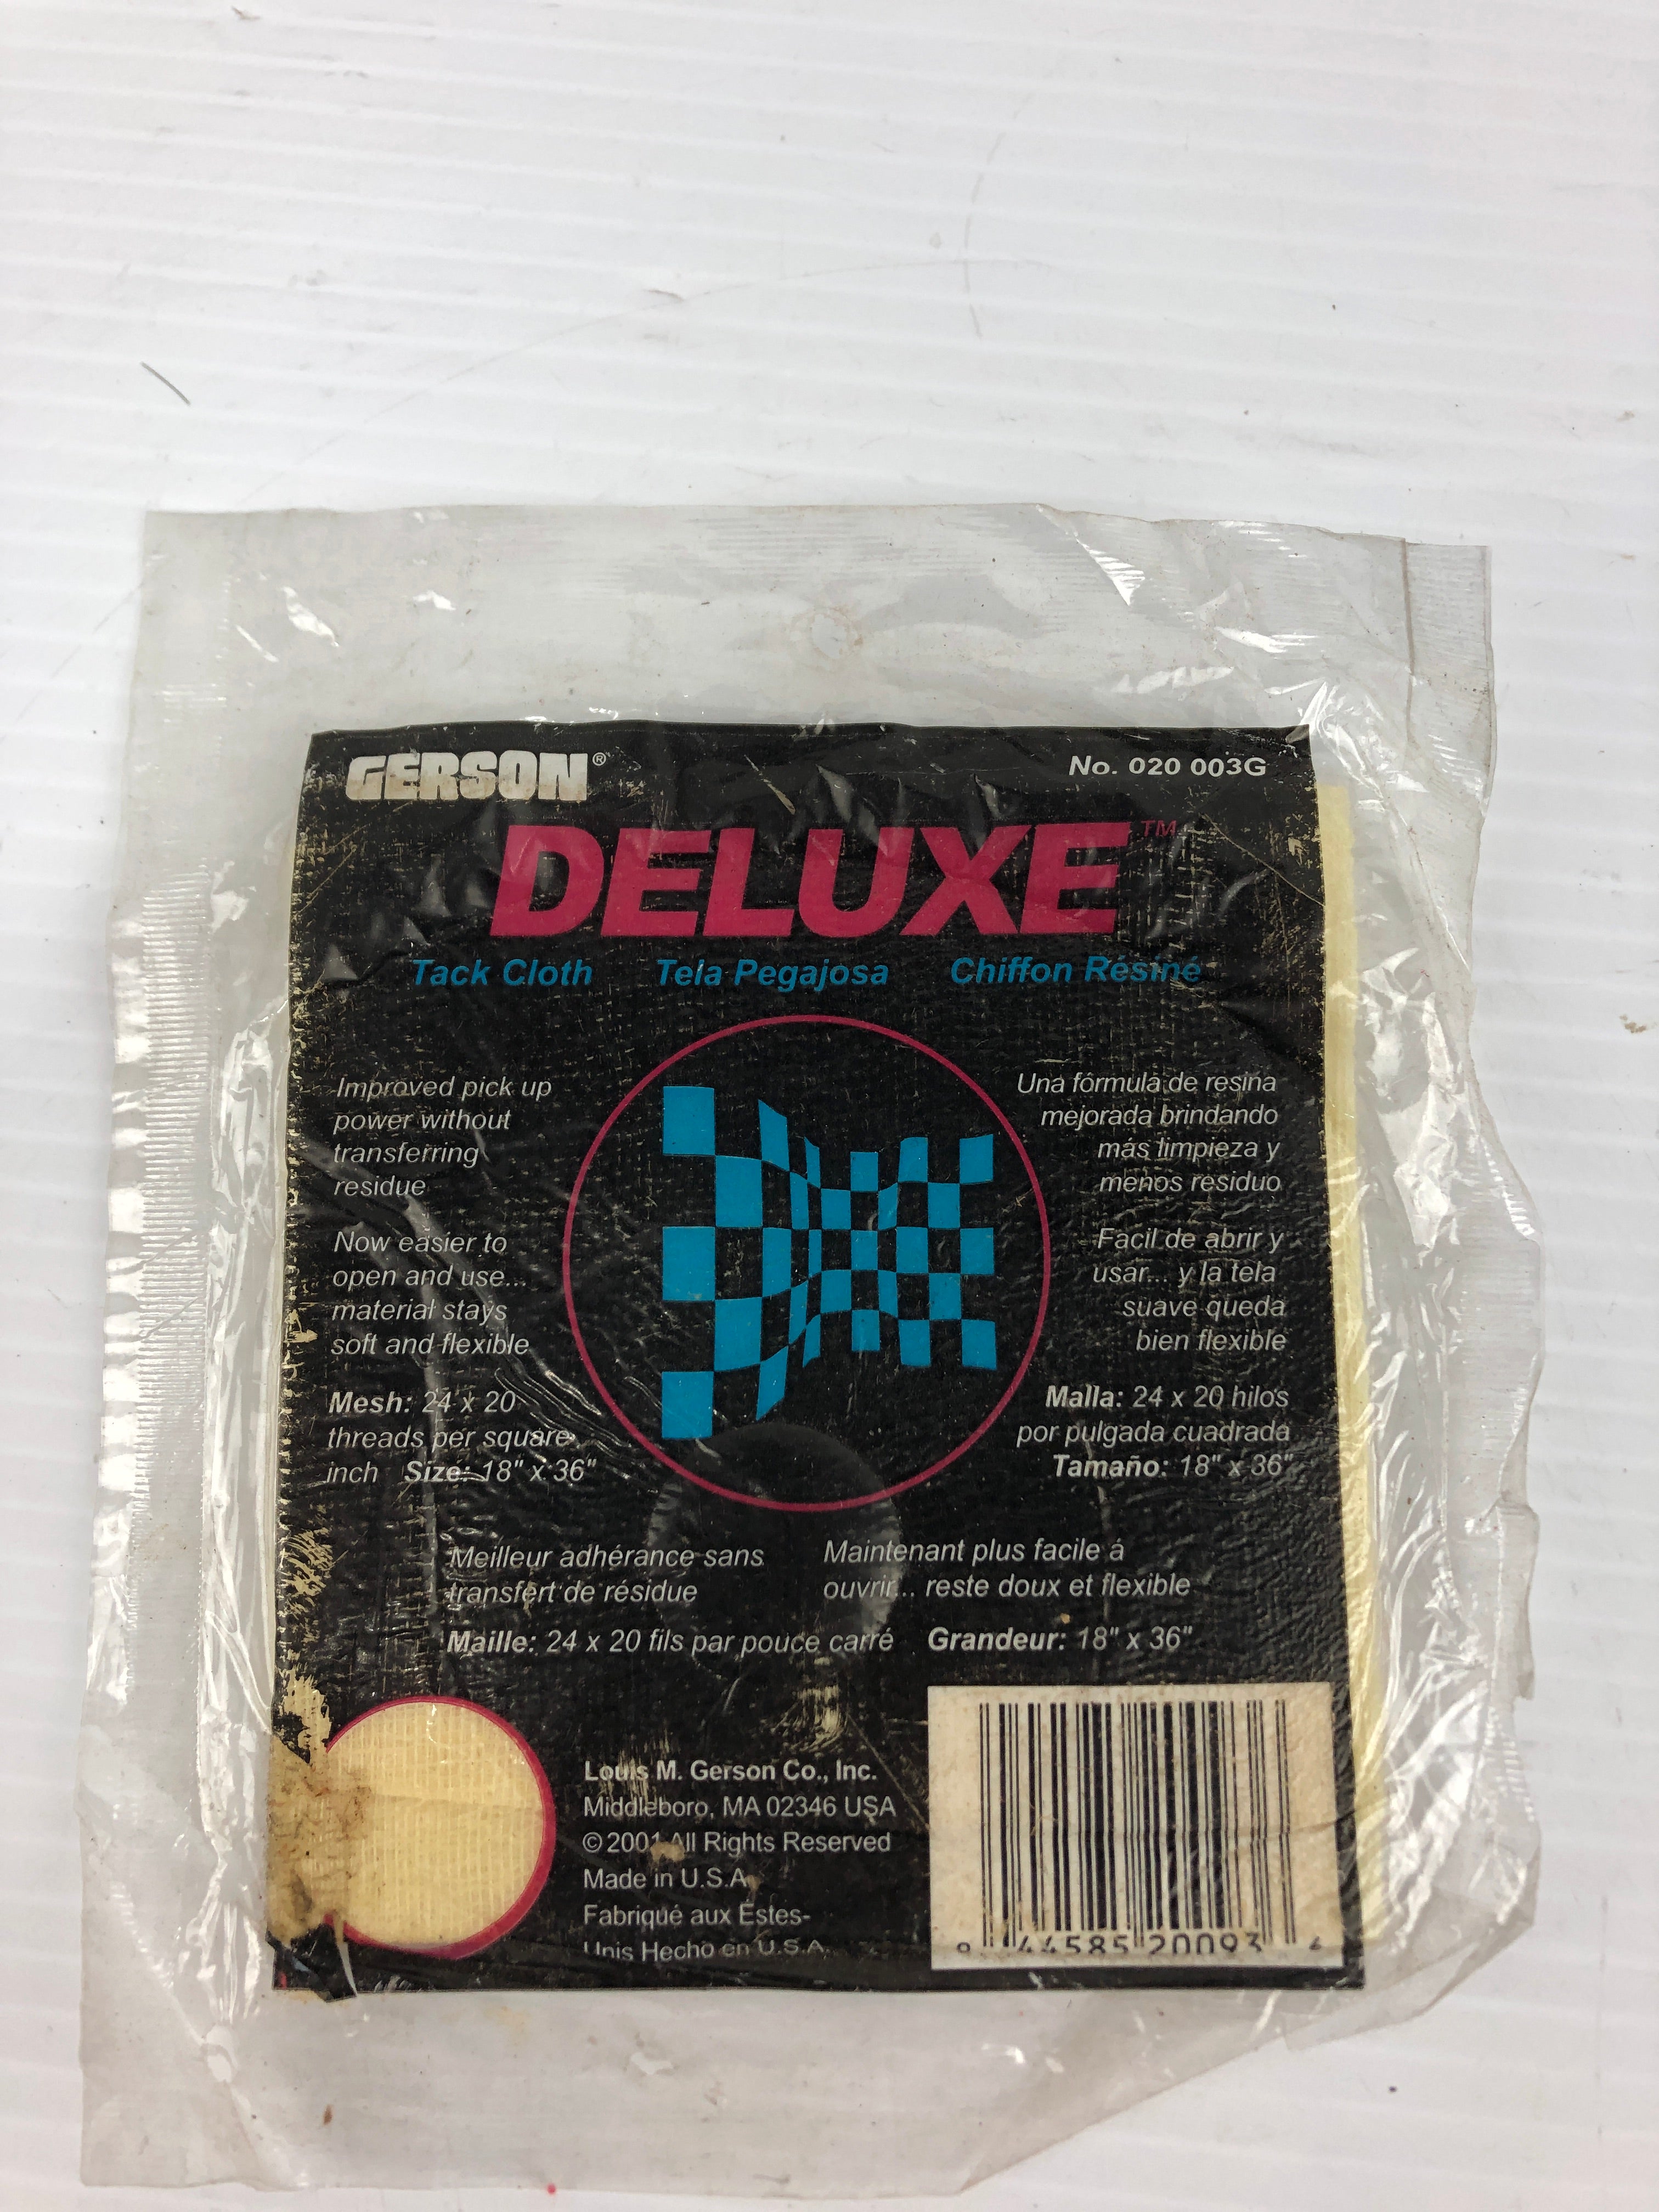 GERSON®
No. 020 003G
DELUXE™
Tack Cloth Tela Pegajosa Chiffon Résiné
Improved pick up
power without
transferring
residue
Now easier to
open and use...
material stays
soft and flexible
Mesh: 24 x 20
threads per square
inch Size: 18" x 36"
Una fórmula de resina
mejorada brindando
más limpieza y
menos residuo
Facil de abrir y
usar... y la tela
suave queda
bien flexible
Malla: 24 x 20 hilos
por pulgada cuadrada
Tamaño: 18" x 36"
Meilleur adhérance sans
transfert de résidue
Maintenant plus facile á
ouvrir... reste doux et flexible
Maille: 24 x 20 fils par pouce carré Grandeur: 18" x 36"
Louis M. Gerson Co., Inc.
Middleboro, MA 02346 USA
© 2001 All Rights Reserved
Made in U.S.A.
Fabriqué aux Estes-
Unis Hecho en U.S.A.
0 44585 20093 4